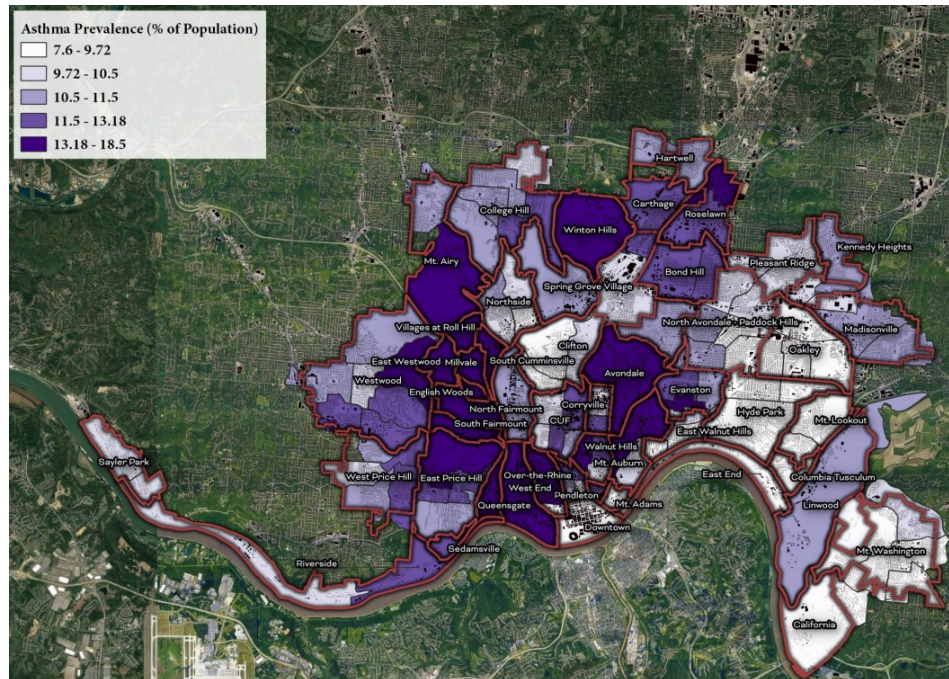 Asthma Prevalence (% of Population)
7.6 - 9.72
9.72 - 10.5
10.5 - 11.5
11.5 - 13.18
13.18 - 18.5
Hartwell
Carthage
College Hill
Roselawn
Winton Hills
Kennedy Heights
Mt. Airy
Pleasant Ridge
Bond Hill
Spring Grove Village
Northside
North Avondale - Paddock Hills
Madisonville
Villages at Roll Hill
Clifton
Oakley
East Westwood
Millvale
South Cumminsville
Avondale
Westwood
English Woods
Evanston
Corryville
North Fairmount
Hyde Park
CUF
Mt. Lookout
South Fairmount
East Walnut Hills
Walnut Hills
Sayler Park
Mt. Auburn
East End
West Price Hill
East Price Hill
Over-the-Rhine
Columbia Tusculum
West End
Pendleton
Queensgate
Mt. Adams
Linwood
Downtown
Sedamsville
Mt. Washington
Riverside
California